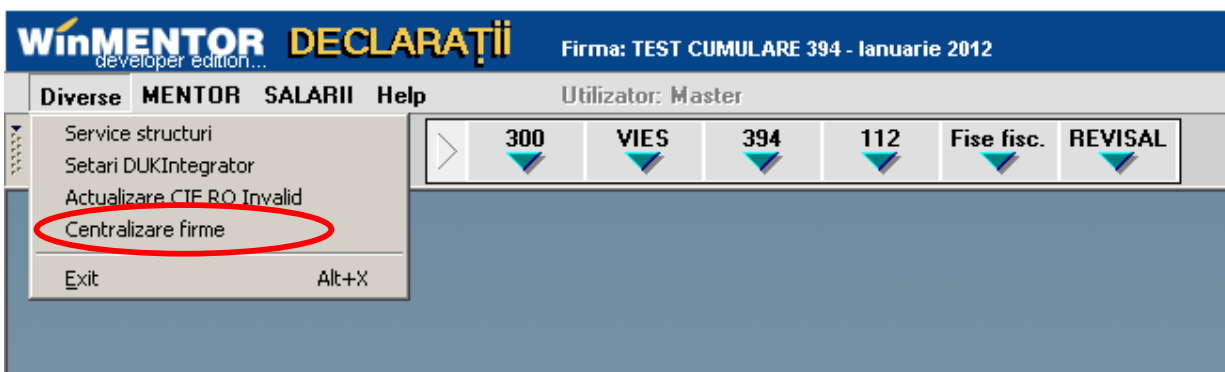 WinMENTOR DECLARAȚII Firma: TEST CUMULARE 394 - Ianuarie 2012
developer edition...
Diverse MENTOR SALARII Help Utilizator: Master
300 VIES 394 112 Fise fisc. REVISAL
Service structuri
Setari DUKIntegrator
Actualizare CIF RO Invalid
Centralizare firme
Exit Alt+X